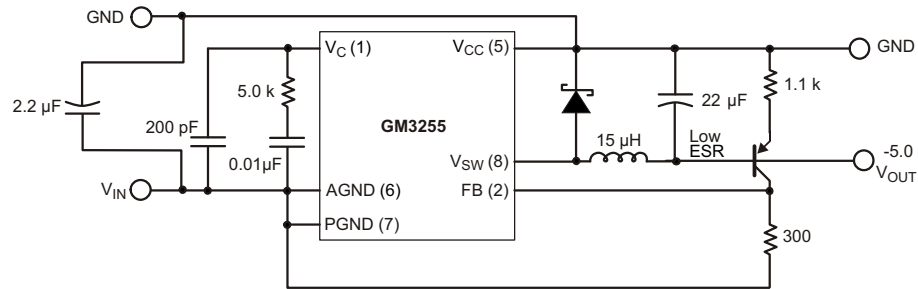 GND
V_C (1)
V_CC (5)
GND
5.0 k
1.1 k
2.2 µF
200 pF
GM3255
22 µF
15 µH
Low
ESR
0.01µF
V_SW (8)
-5.0
V_OUT
V_IN
AGND (6)
FB (2)
PGND (7)
300